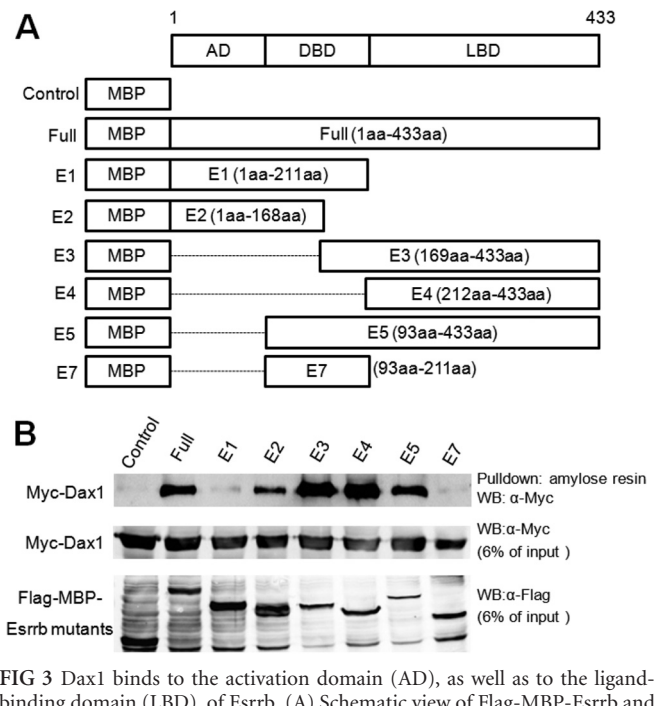 A
1 433
AD DBD LBD
Control MBP
Full MBP Full (1aa-433aa)
E1 MBP E1 (1aa-211aa)
E2 MBP E2 (1aa-168aa)
E3 MBP E3 (169aa-433aa)
E4 MBP E4 (212aa-433aa)
E5 MBP E5 (93aa-433aa)
E7 MBP E7 (93aa-211aa)
B
Control Full E1 E2 E3 E4 E5 E7
Myc-Dax1
Pulldown: amylose resin
WB: α-Myc
Myc-Dax1
WB:α-Myc
(6% of input )
Flag-MBP-
Esrrb mutants
WB:α-Flag
(6% of input )
FIG 3 Dax1 binds to the activation domain (AD), as well as to the ligand-
binding domain (LBD), of Esrrb. (A) Schematic view of Flag-MBP-Esrrb and